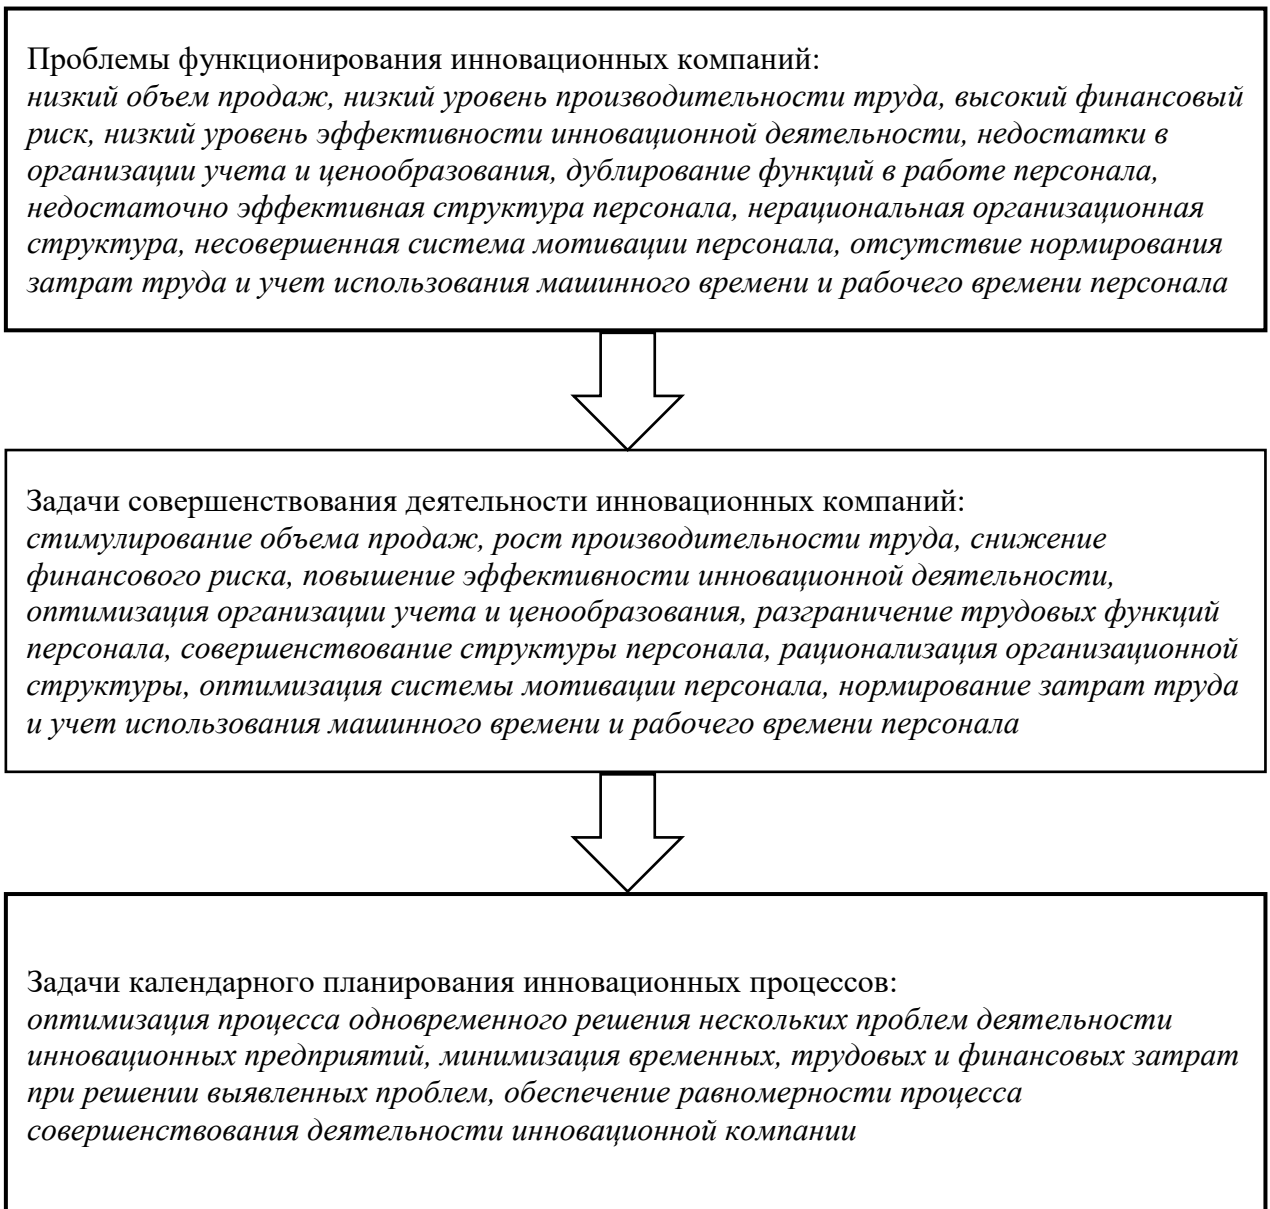 Проблемы функционирования инновационных компаний:
низкий объем продаж, низкий уровень производительности труда, высокий финансовый
риск, низкий уровень эффективности инновационной деятельности, недостатки в
организации учета и ценообразования, дублирование функций в работе персонала,
недостаточно эффективная структура персонала, нерациональная организационная
структура, несовершенная система мотивации персонала, отсутствие нормирования
затрат труда и учет использования машинного времени и рабочего времени персонала
Задачи совершенствования деятельности инновационных компаний:
стимулирование объема продаж, рост производительности труда, снижение
финансового риска, повышение эффективности инновационной деятельности,
оптимизация организации учета и ценообразования, разграничение трудовых функций
персонала, совершенствование структуры персонала, рационализация организационной
структуры, оптимизация системы мотивации персонала, нормирование затрат труда
и учет использования машинного времени и рабочего времени персонала
Задачи календарного планирования инновационных процессов:
оптимизация процесса одновременного решения нескольких проблем деятельности
инновационных предприятий, минимизация временных, трудовых и финансовых затрат
при решении выявленных проблем, обеспечение равномерности процесса
совершенствования деятельности инновационной компании